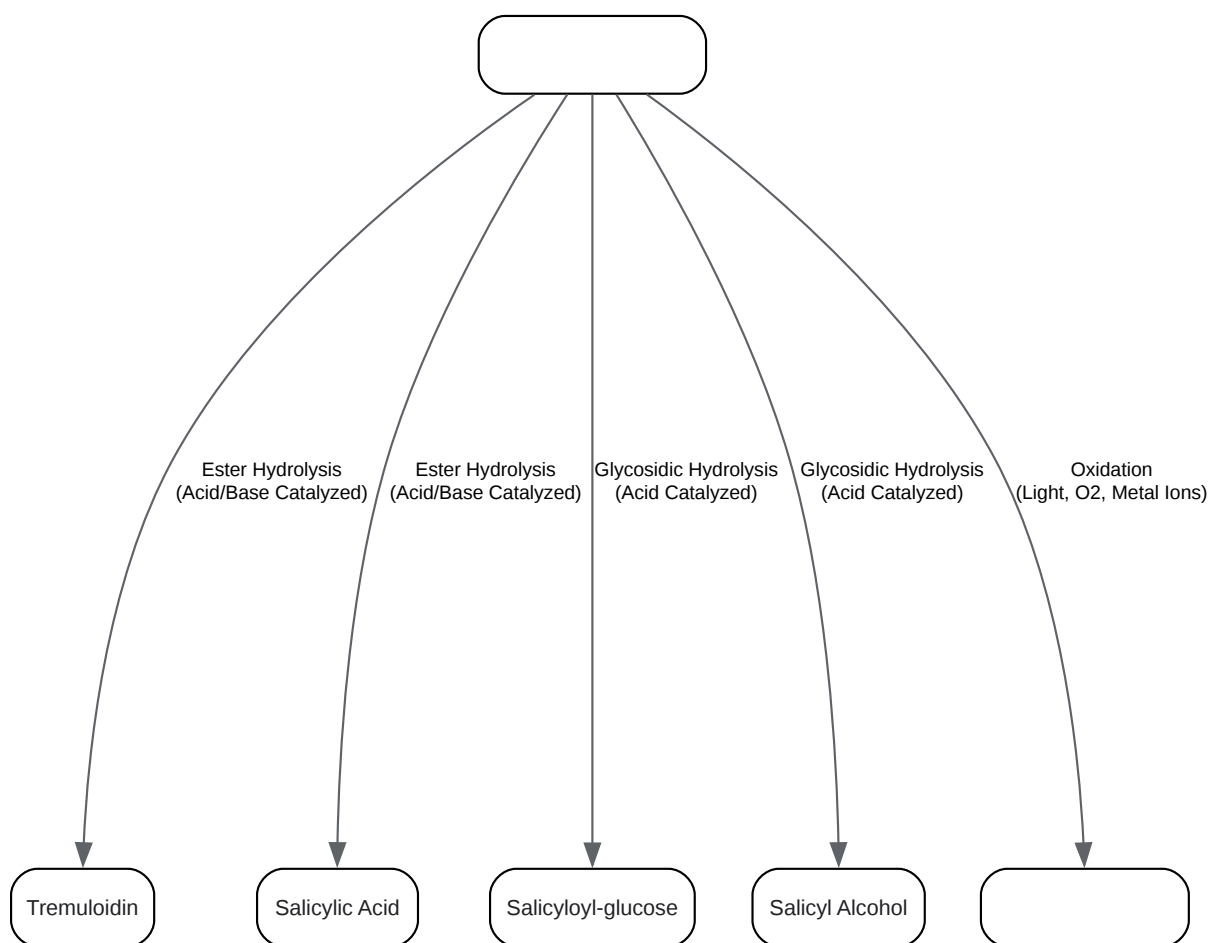 Ester Hydrolysis
(Acid/Base Catalyzed)
Ester Hydrolysis
(Acid/Base Catalyzed)
Glycosidic Hydrolysis
(Acid Catalyzed)
Glycosidic Hydrolysis
(Acid Catalyzed)
Oxidation
(Light, O2, Metal Ions)
Tremuloidin
Salicylic Acid
Salicyloyl-glucose
Salicyl Alcohol